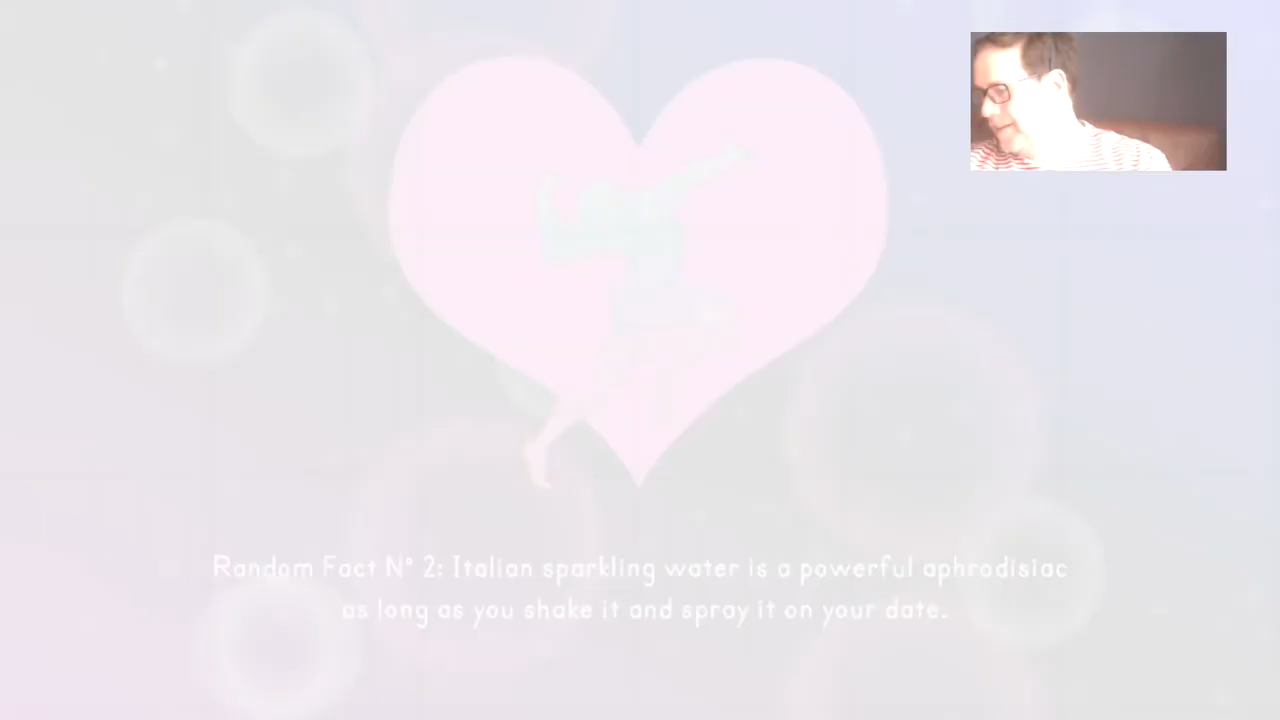 Random Fact N° 2: Italian sparkling water is a powerful aphrodisiac
as long as you shake it and spray it on your date.